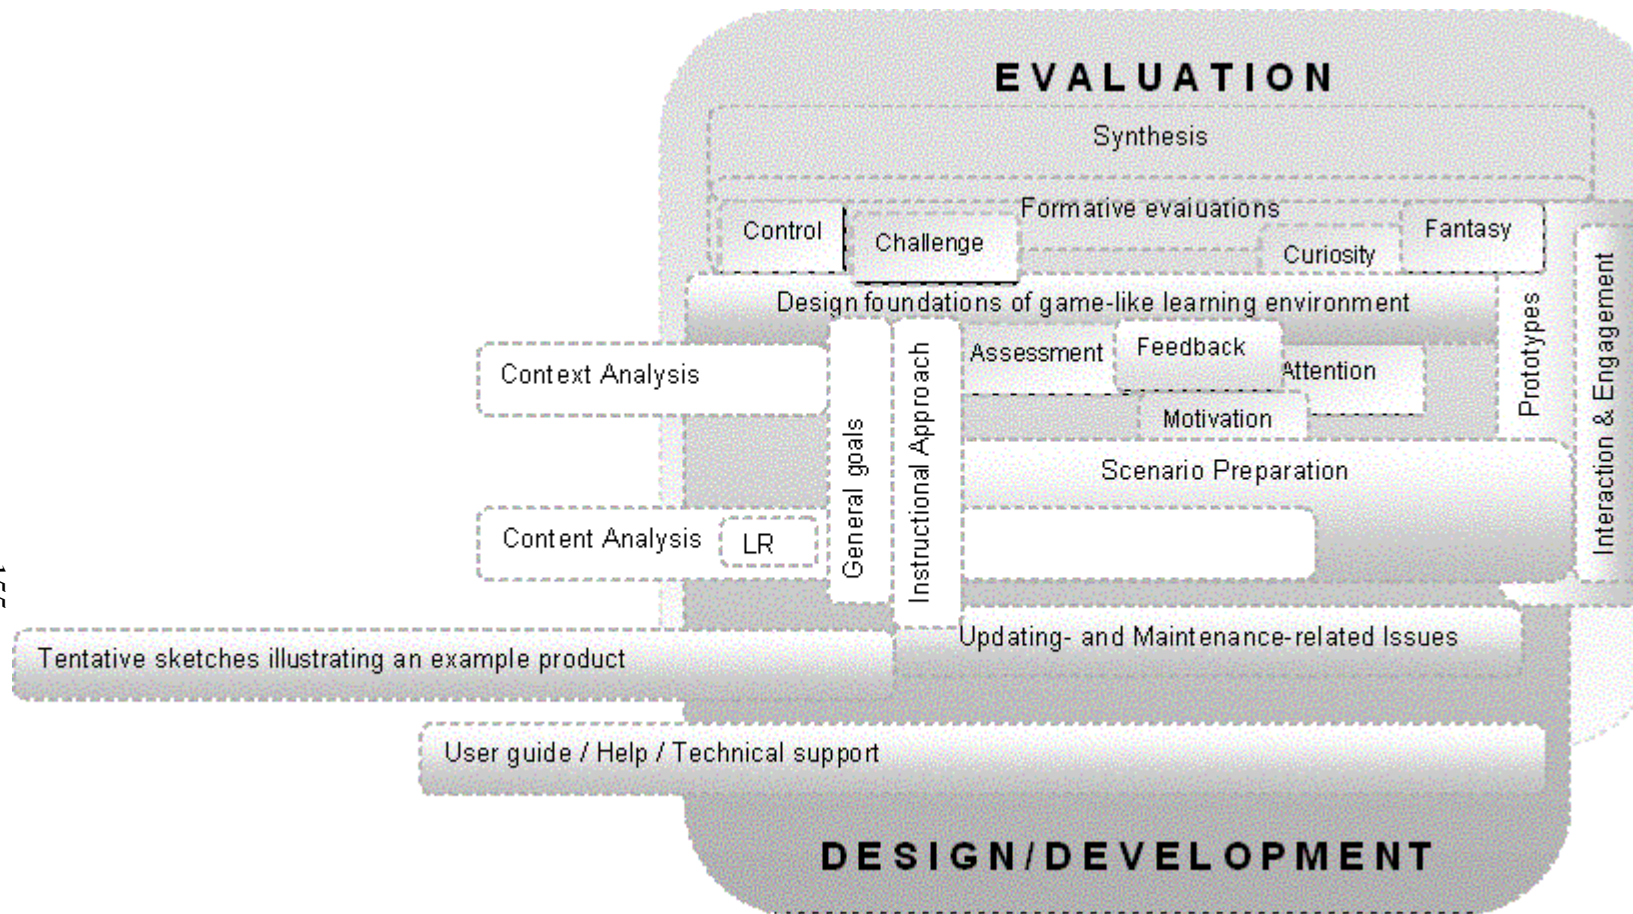 EVALUATION
Synthesis
Formative evaluations
Control
Challenge
Curiosity
Fantasy
Design foundations of game-like learning environment
Prototypes
Interaction & Engagement
Context Analysis
General goals
Instructional Approach
Assessment
Feedback
Attention
Motivation
Scenario Preparation
Content Analysis
LR
Updating- and Maintenance-related Issues
Tentative sketches illustrating an example product
User guide / Help / Technical support
DESIGN/DEVELOPMENT